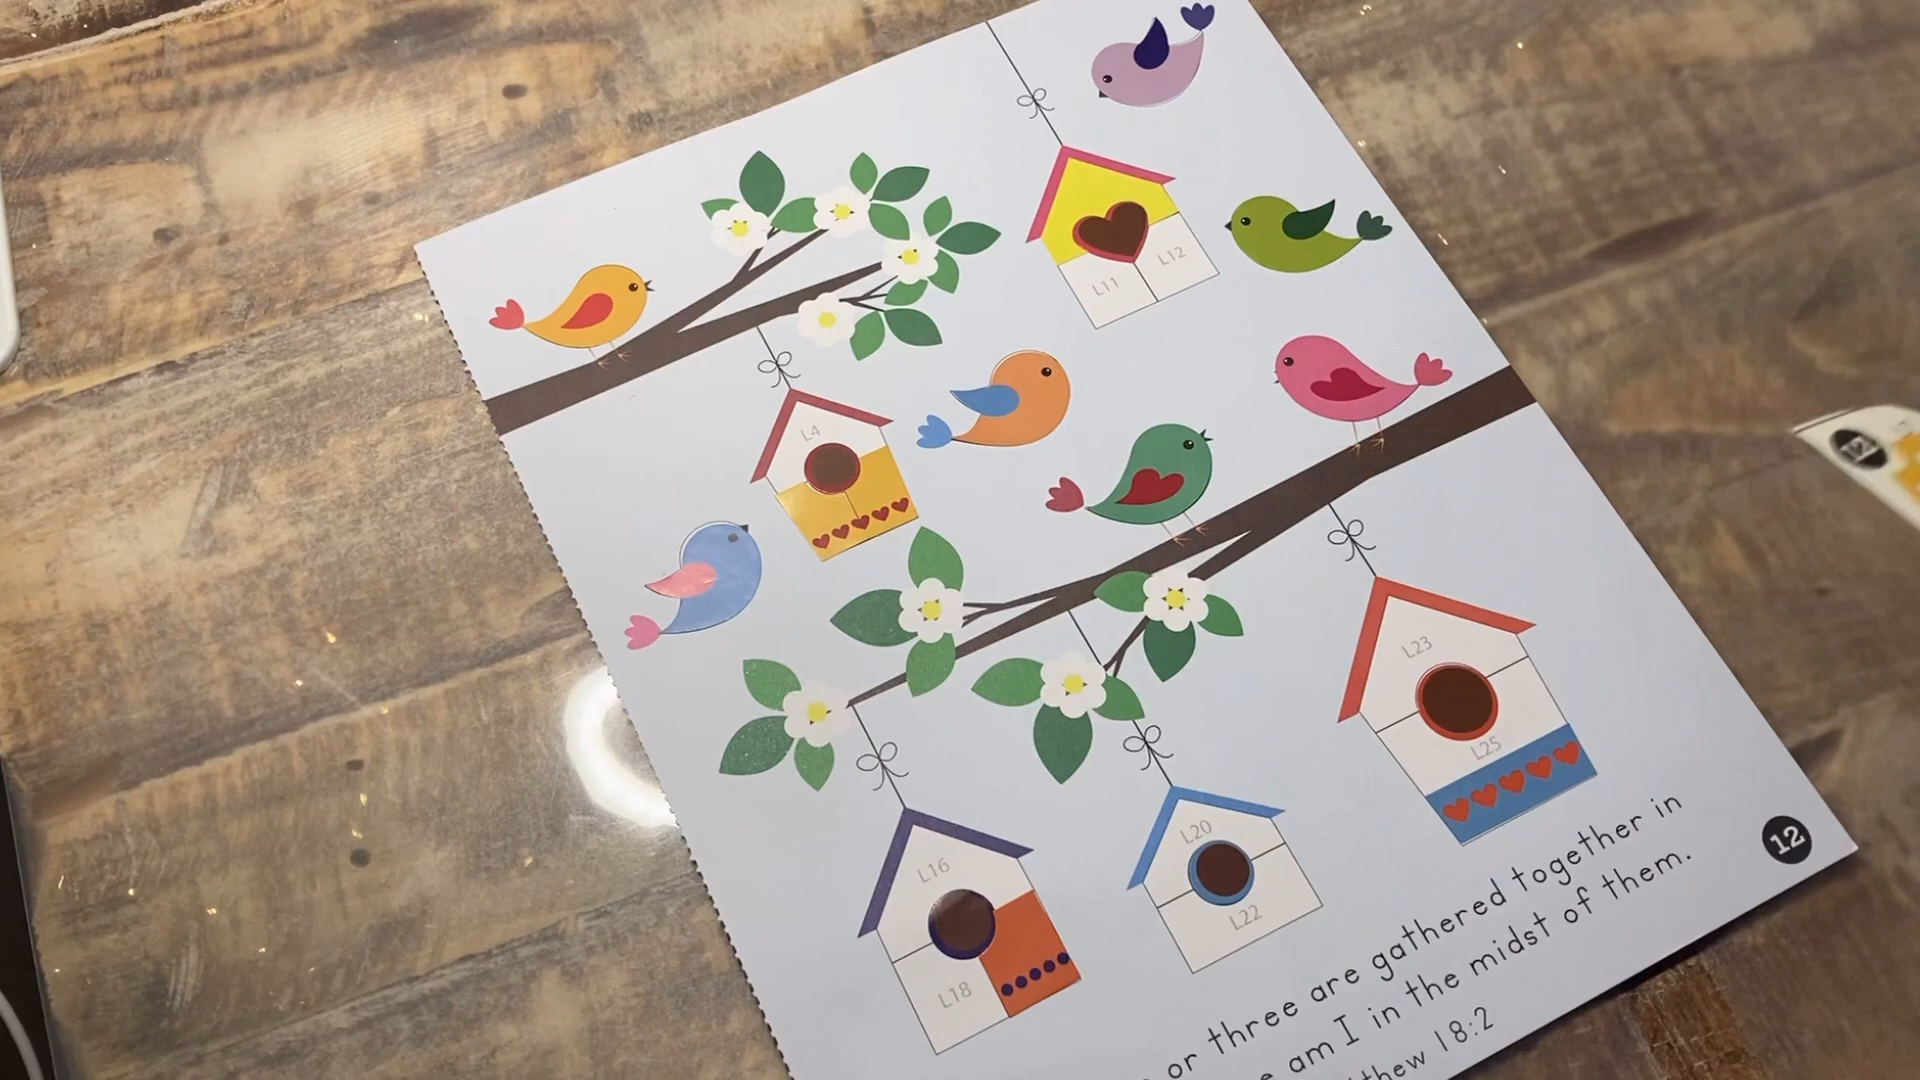 L11
L12
L4
L23
L25
L20
L22
L16
L18
or three are gathered together in
am I in the midst of them.
18:2
12
12